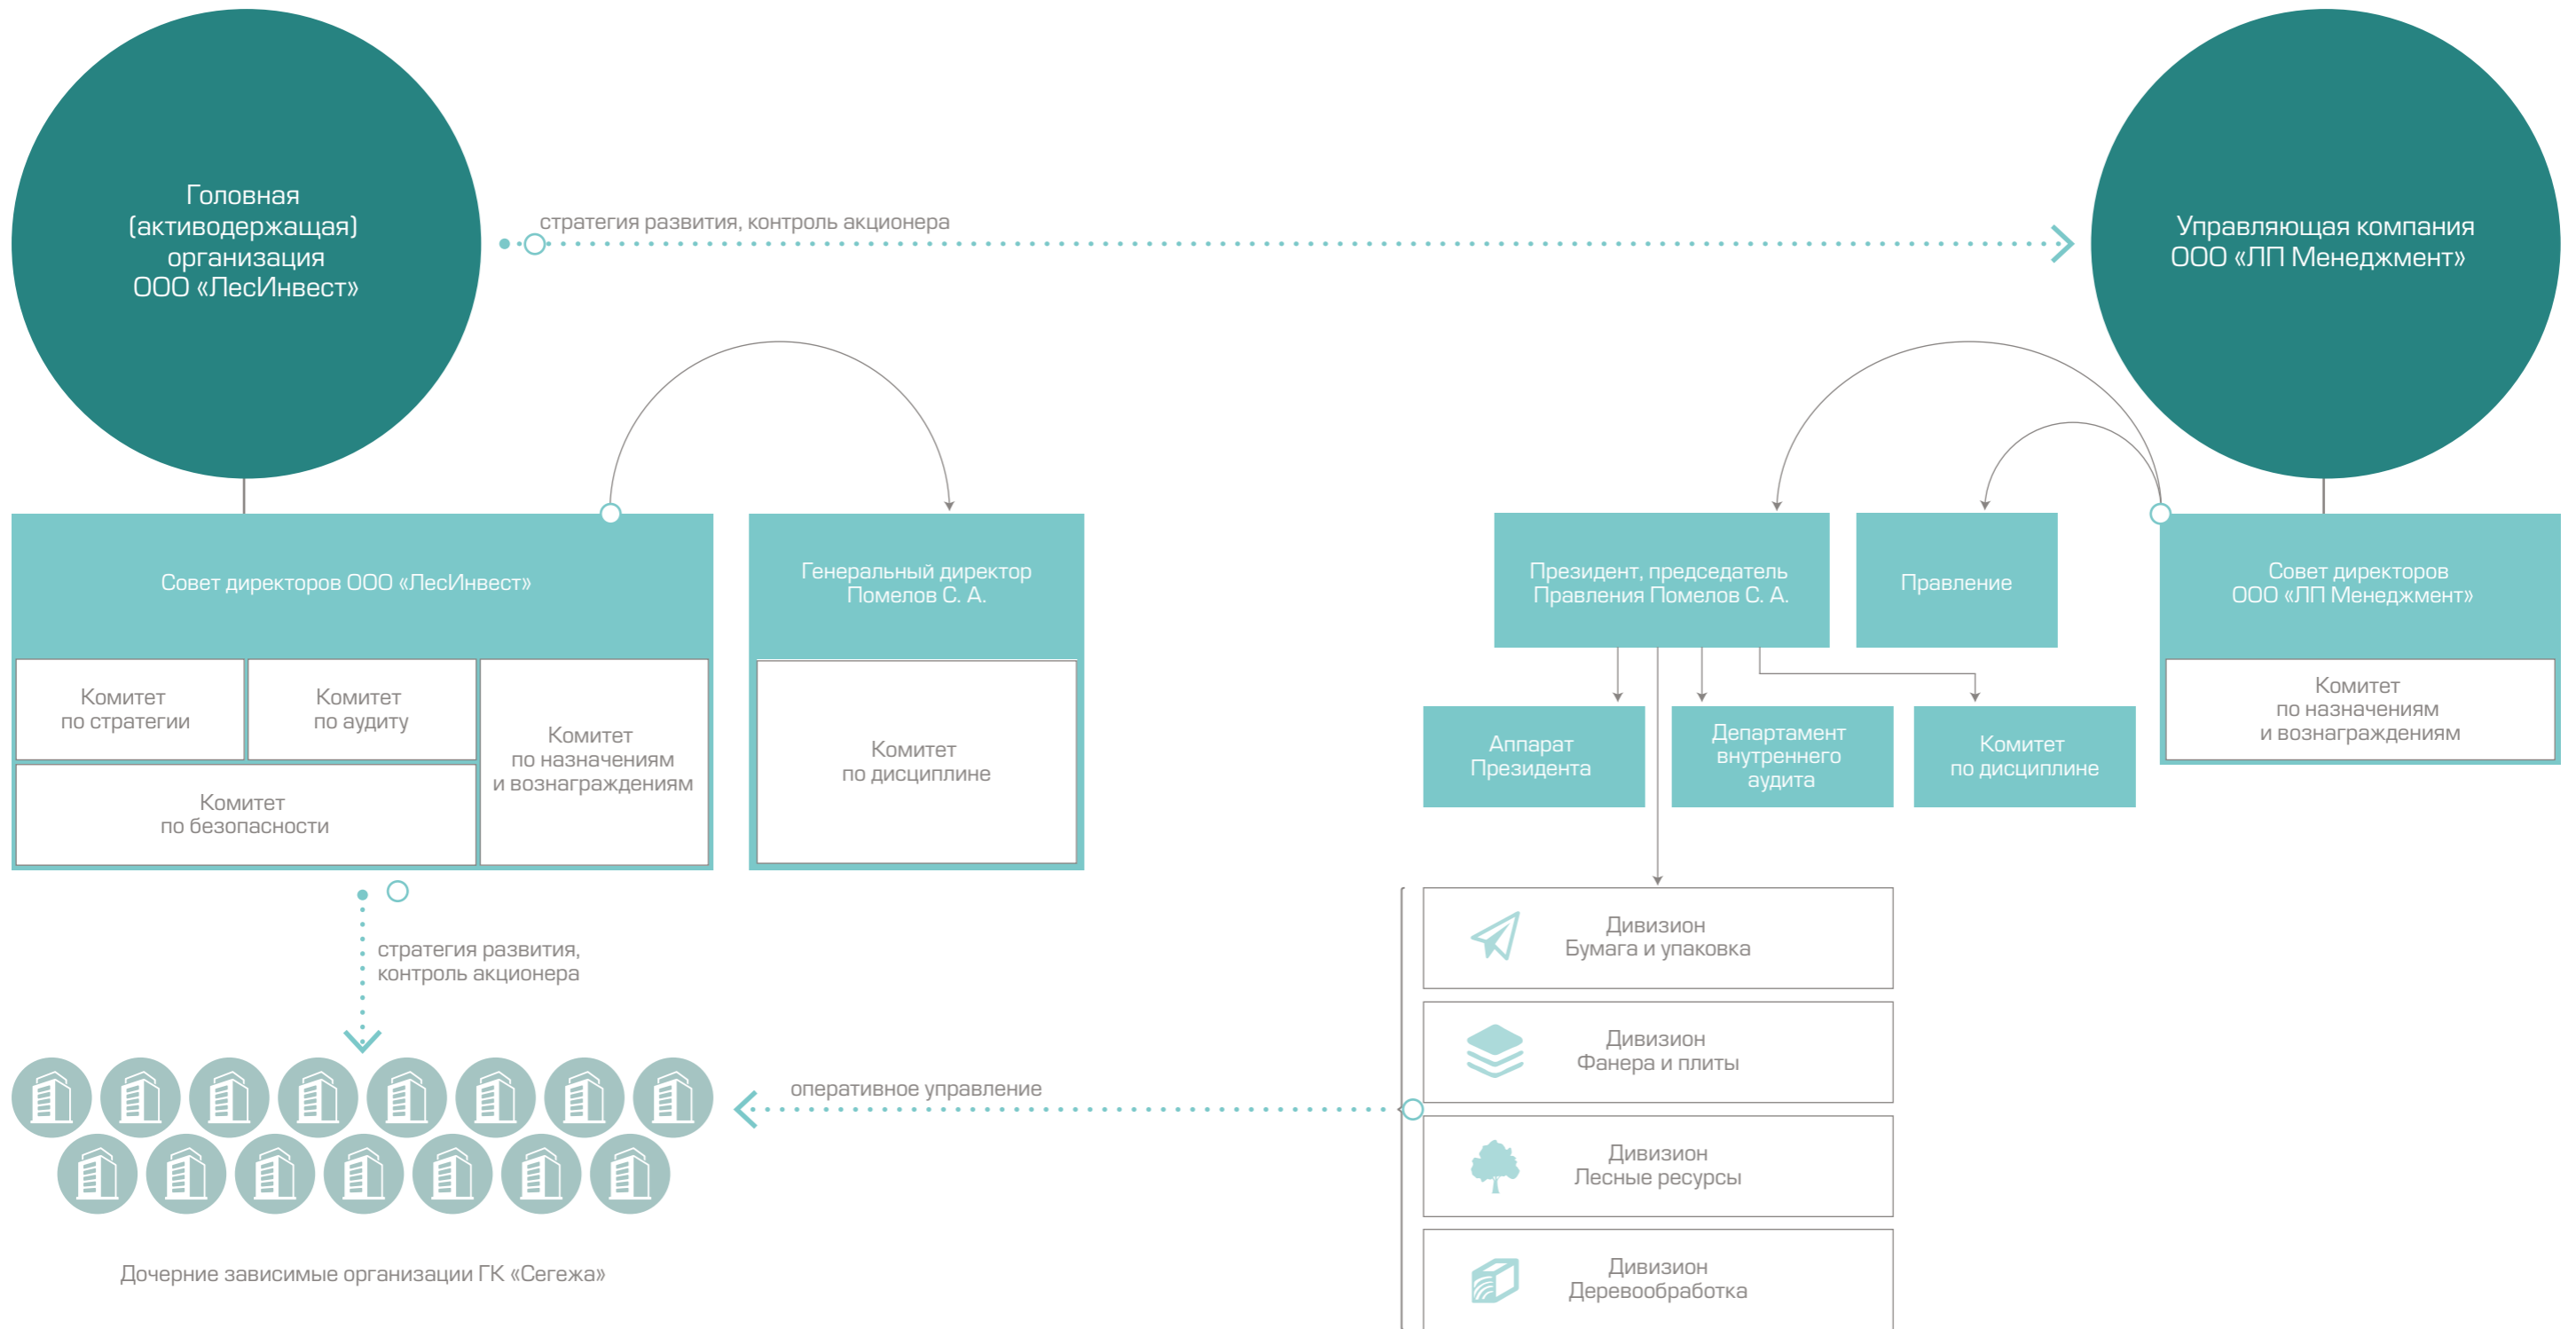 Головная
(активодержащая)
организация
ООО «ЛесИнвест»
стратегия развития, контроль акционера
Управляющая компания
ООО «ЛП Менеджмент»
Совет директоров ООО «ЛесИнвест»
Комитет
по стратегии
Комитет
по аудиту
Комитет
по назначениям
и вознаграждениям
Комитет
по безопасности
Генеральный директор
Помелов С. А.
Комитет
по дисциплине
Президент, председатель
Правления Помелов С. А.
Правление
Совет директоров
ООО «ЛП Менеджмент»
Комитет
по назначениям
и вознаграждениям
Аппарат
Президента
Департамент
внутреннего
аудита
Комитет
по дисциплине
стратегия развития,
контроль акционера
Дивизион
Бумага и упаковка
Дивизион
Фанера и плиты
оперативное управление
Дивизион
Лесные ресурсы
Дивизион
Деревообработка
Дочерние зависимые организации ГК «Сегежа»